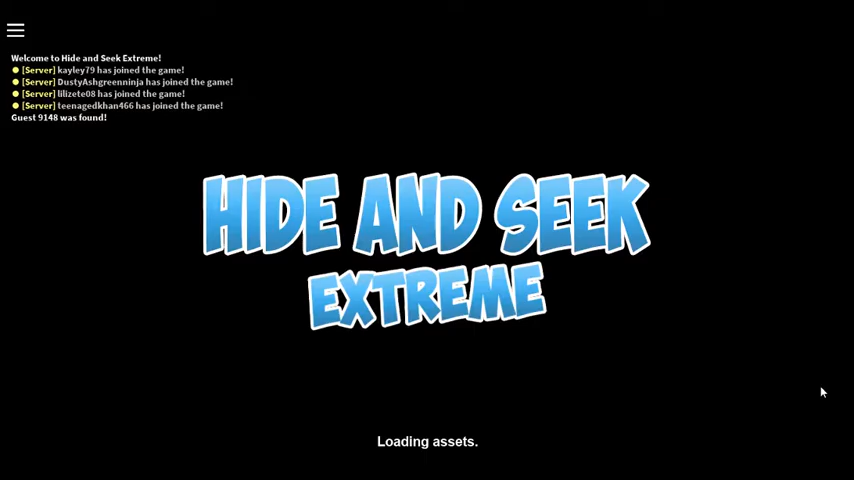 Welcome to Hide and Seek Extreme!
[Server] kayley79 has joined the game!
[Server] DustyAshgreenninja has joined the game!
[Server] lilizete08 has joined the game!
[Server] teenagedkhan466 has joined the game!
Guest 9148 was found!
HIDE AND SEEK
EXTREME
Loading assets.